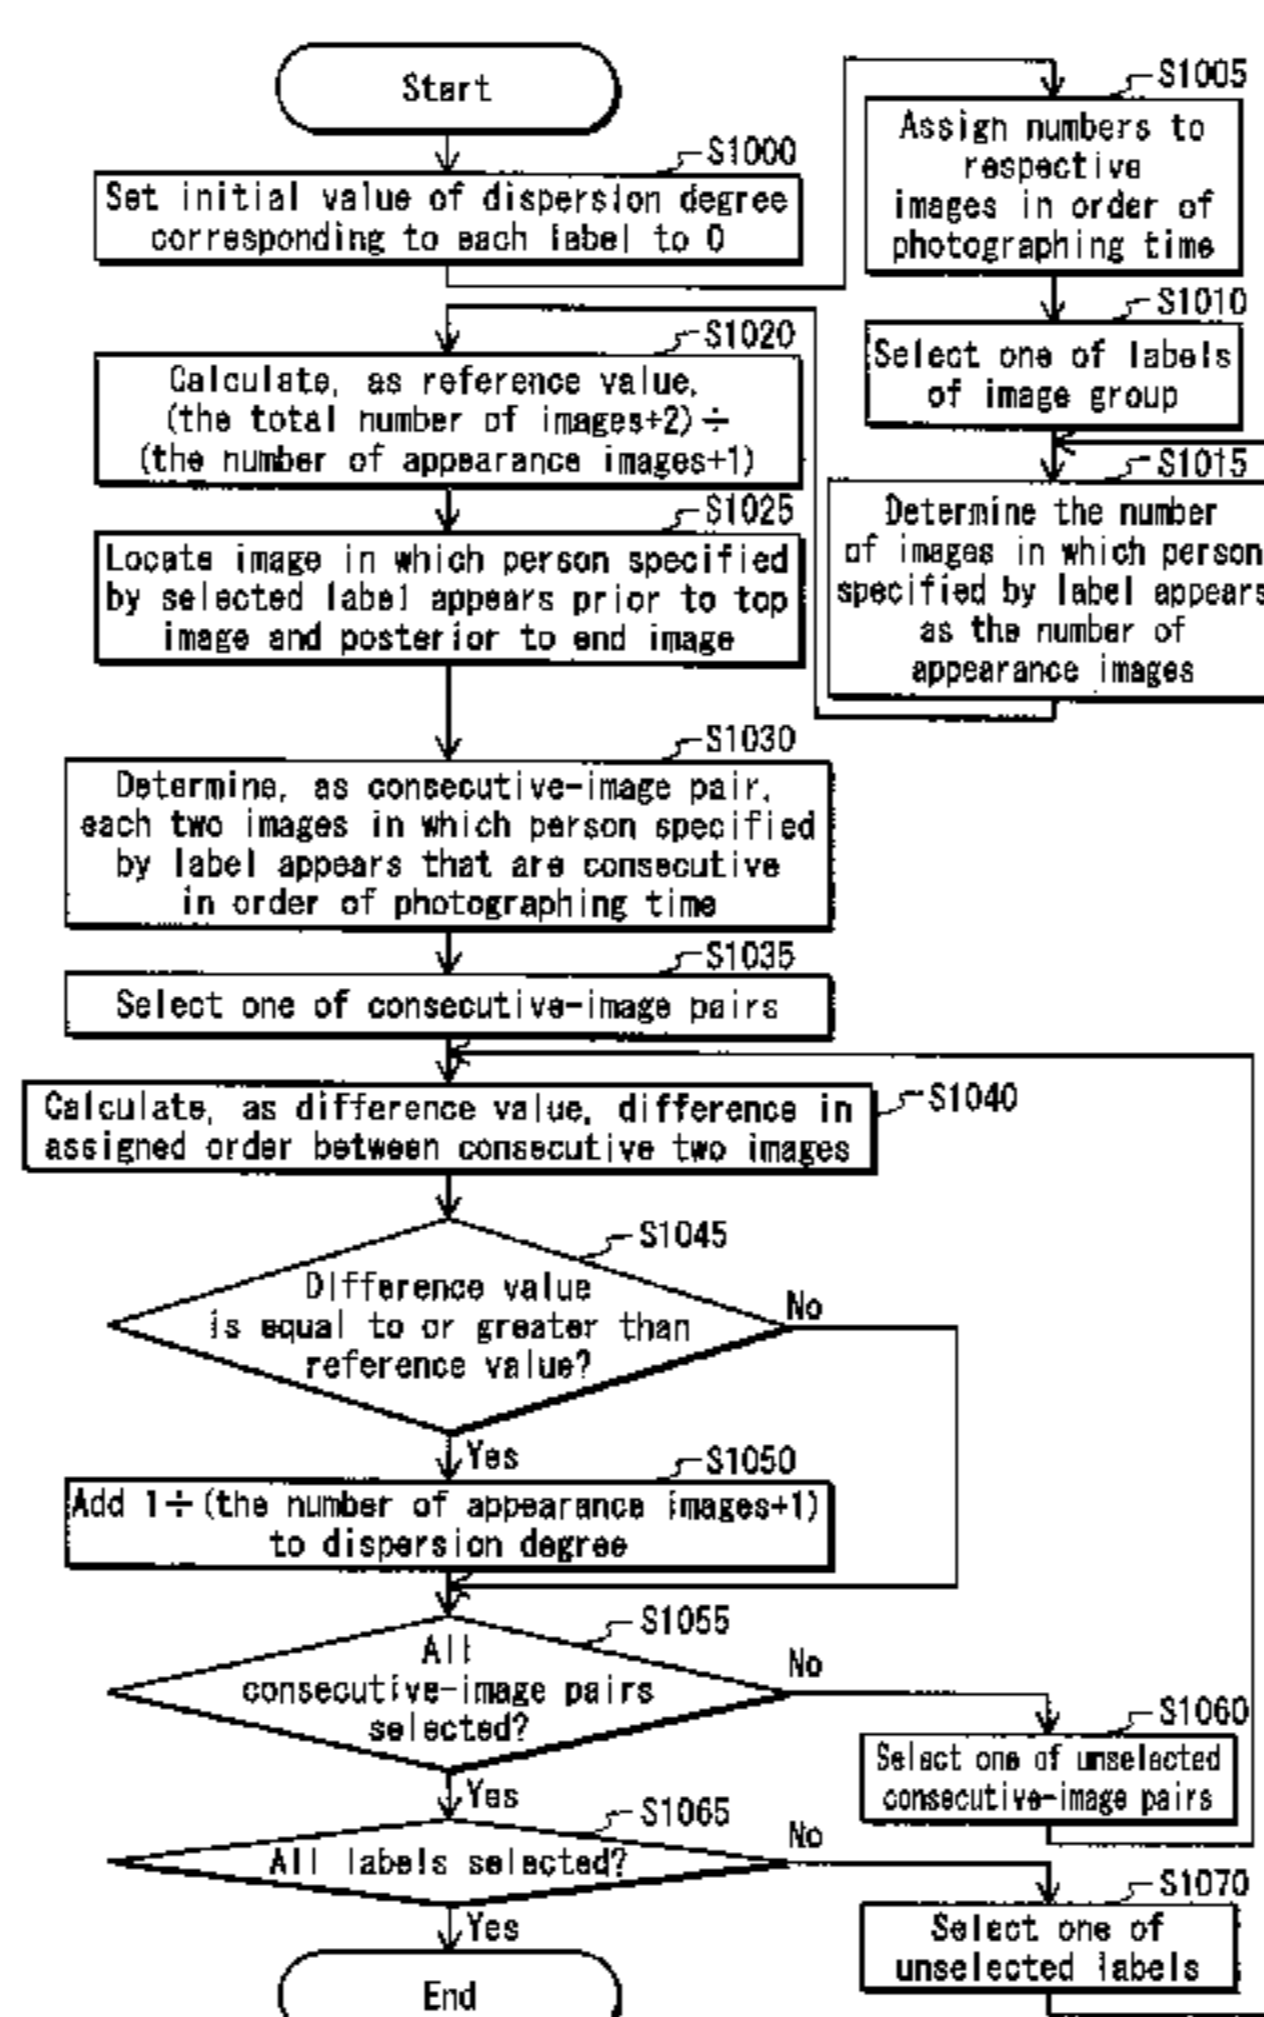 Start
S1000
Set initial value of dispersion degree
corresponding to each label to 0
S1005
Assign numbers to
respective
images in order of
photographing time
S1010
Select one of labels
of image group
S1015
Determine the number
of images in which person
specified by label appears
as the number of
appearance images
S1020
Calculate, as reference value,
(the total number of images+2)÷
(the number of appearance images+1)
S1025
Locate image in which person specified
by selected label appears prior to top
image and posterior to end image
S1030
Determine, as consecutive-image pair,
each two images in which person specified
by label appears that are consecutive
in order of photographing time
S1035
Select one of consecutive-image pairs
S1040
Calculate, as difference value, difference in
assigned order between consecutive two images
S1045
Difference value
is equal to or greater than
reference value?
No
Yes
S1050
Add 1÷(the number of appearance images+1)
to dispersion degree
S1055
All
consecutive-image pairs
selected?
No
S1060
Select one of unselected
consecutive-image pairs
Yes
S1065
All labels selected?
No
S1070
Select one of
unselected labels
Yes
End